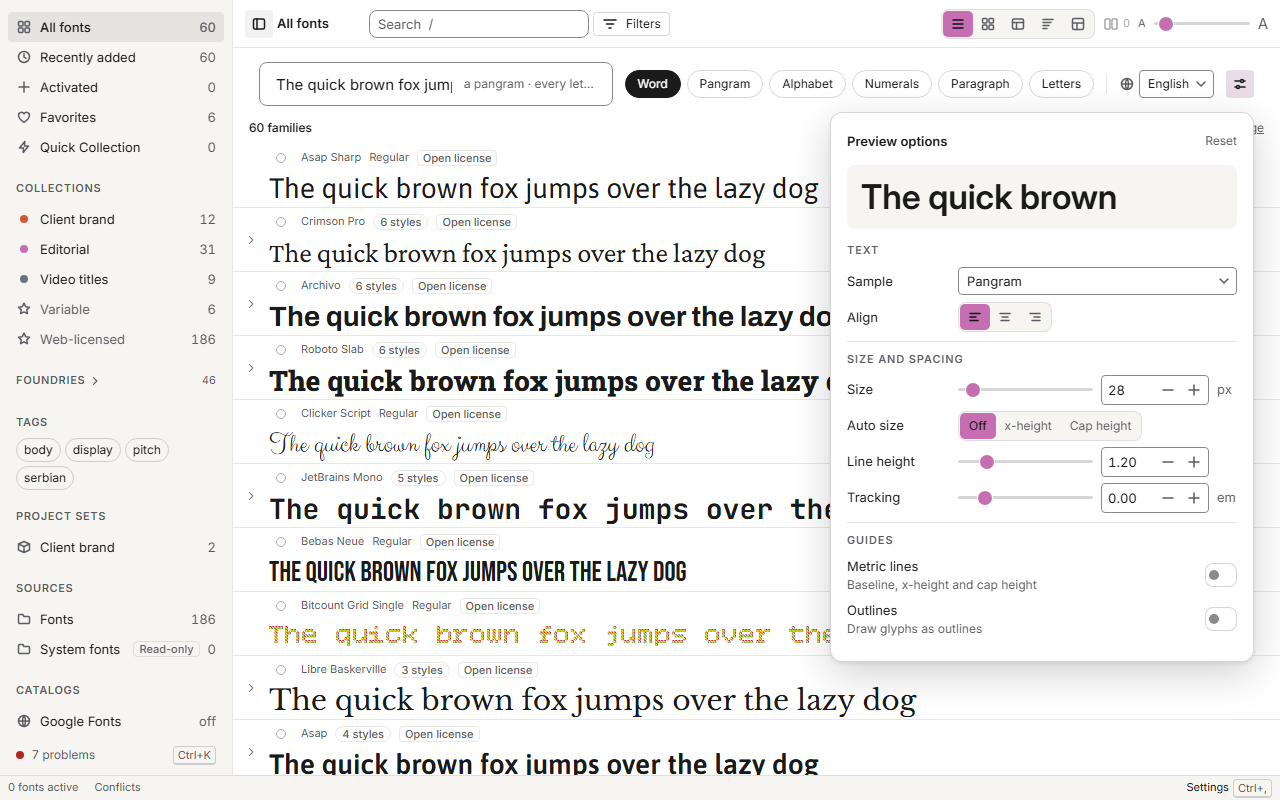 All fonts 60
Recently added 60
Activated 0
Favorites 6
Quick Collection 0
COLLECTIONS
Client brand 12
Editorial 31
Video titles 9
Variable 6
Web-licensed 186
FOUNDRIES 46
TAGS
body display pitch
serbian
PROJECT SETS
Client brand 2
SOURCES
Fonts 186
System fonts Read-only 0
CATALOGS
Google Fonts off
7 problems Ctrl+K
0 fonts active Conflicts
All fonts Search / Filters 0 A A
The quick brown fox jump a pangram · every let… Word Pangram Alphabet Numerals Paragraph Letters English
60 families
Asap Sharp Regular Open license
The quick brown fox jumps over the lazy dog
Crimson Pro 6 styles Open license
The quick brown fox jumps over the lazy dog
Archivo 6 styles Open license
The quick brown fox jumps over the lazy do
Roboto Slab 6 styles Open license
The quick brown fox jumps over the lazy
Clicker Script Regular Open license
The quick brown fox jumps over the lazy dog
JetBrains Mono 5 styles Open license
The quick brown fox jumps over the
Bebas Neue Regular Open license
THE QUICK BROWN FOX JUMPS OVER THE LAZY DOG
Bitcount Grid Single Regular Open license
The quick brown fox jumps over the
Libre Baskerville 3 styles Open license
The quick brown fox jumps over the lazy dog
Asap 4 styles Open license
The quick brown fox jumps over the lazy dog
Preview options Reset
The quick brown
TEXT
Sample Pangram
Align
SIZE AND SPACING
Size 28 px
Auto size Off x-height Cap height
Line height 1.20
Tracking 0.00 em
GUIDES
Metric lines
Baseline, x-height and cap height
Outlines
Draw glyphs as outlines
Settings Ctrl+,